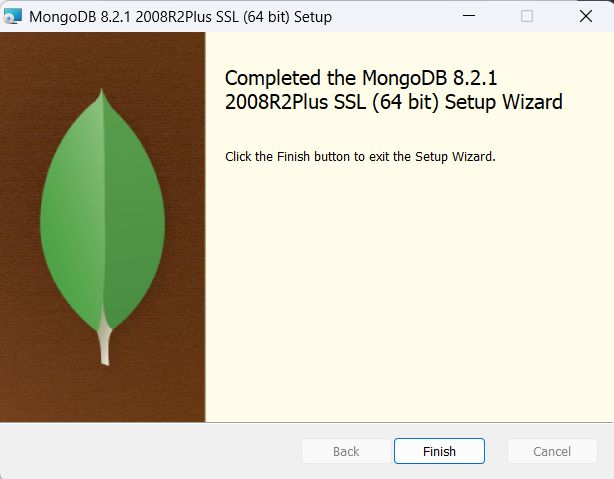 MongoDB 8.2.1 2008R2Plus SSL (64 bit) Setup
Completed the MongoDB 8.2.1
2008R2Plus SSL (64 bit) Setup Wizard
Click the Finish button to exit the Setup Wizard.
Back
Finish
Cancel